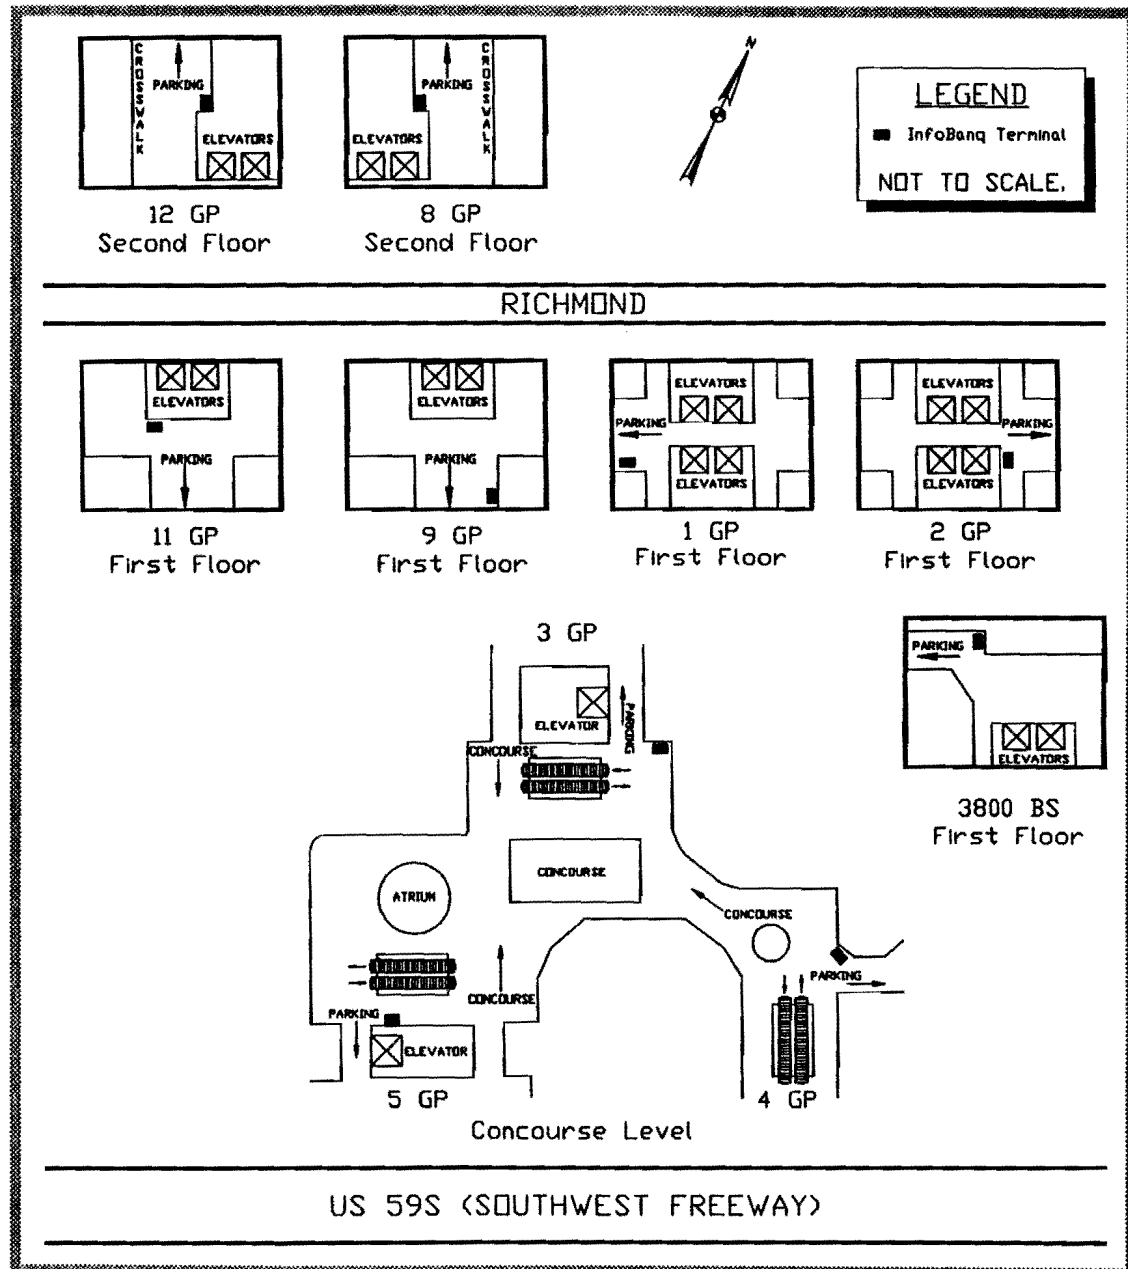 CROSSWALK
PARKING
ELEVATORS
12 GP
Second Floor
PARKING
CROSSWALK
ELEVATORS
8 GP
Second Floor
N
LEGEND
InfoBanq Terminal
NOT TO SCALE.
RICHMOND
ELEVATORS
PARKING
11 GP
First Floor
ELEVATORS
PARKING
9 GP
First Floor
ELEVATORS
PARKING
ELEVATORS
1 GP
First Floor
ELEVATORS
PARKING
ELEVATORS
2 GP
First Floor
3 GP
ELEVATOR
PARKING
CONCOURSE
PARKING
ELEVATORS
3800 BS
First Floor
CONCOURSE
ATRIUM
CONCOURSE
CONCOURSE
PARKING
PARKING
ELEVATOR
5 GP
4 GP
Concourse Level
US 59S (SOUTHWEST FREEWAY)